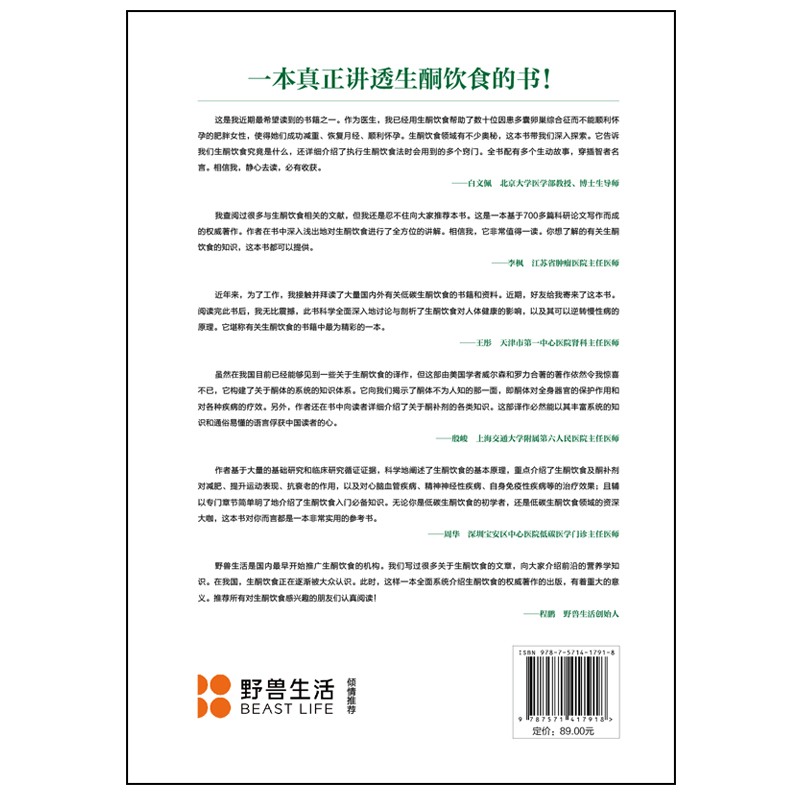 一本真正讲透生酮饮食的书！
这是我近期最希望读到的书籍之一。作为医生，我已经用生酮饮食帮助了数十位因患多囊卵巢综合征而不能顺利怀
孕的肥胖女性，使得她们成功减重、恢复月经、顺利怀孕。生酮饮食领域有不少奥秘，这本书带我们深入探索。它告诉
我们生酮饮食究竟是什么，还详细介绍了执行生酮饮食法时会用到的多个窍门。全书配有多个生动故事，穿插智者名
言。相信我，静心去读，必有收获。
——白文佩　北京大学医学部教授、博士生导师
我查阅过很多与生酮饮食相关的文献，但我还是忍不住向大家推荐本书。这是一本基于700多篇科研论文写作而成
的权威著作。作者在书中深入浅出地对生酮饮食进行了全方位的讲解。相信我，它非常值得一读。你想了解的有关生酮
饮食的知识，这本书都可以提供。
——李枫　江苏省肿瘤医院主任医师
近年来，为了工作，我接触并拜读了大量国内外有关低碳生酮饮食的书籍和资料。近期，好友给我寄来了这本书。
阅读完此书后，我无比震撼，此书科学全面深入地讨论与剖析了生酮饮食对人体健康的影响，以及其可以逆转慢性病的
原理。它堪称有关生酮饮食的书籍中最为精彩的一本。
——王彤　天津市第一中心医院肾科主任医师
虽然在我国目前已经能够见到一些关于生酮饮食的译作，但这部由美国学者威尔森和罗力合著的著作依然令我惊喜
不已，它构建了关于酮体的系统的知识体系。它向我们揭示了酮体不为人知的那一面，即酮体对全身器官的保护作用和
对各种疾病的疗效。另外，作者还在书中向读者详细介绍了关于酮补剂的各类知识。这部译作必然能以其丰富系统的知
识和通俗易懂的语言俘获中国读者的心。
——殷峻　上海交通大学附属第六人民医院主任医师
作者基于大量的基础研究和临床研究循证证据，科学地阐述了生酮饮食的基本原理，重点介绍了生酮饮食及酮补剂
对减肥、提升运动表现、抗衰老的作用，以及对心脑血管疾病、精神神经性疾病、自身免疫性疾病等的治疗效果；且辅
以专门章节简单明了地介绍了生酮饮食入门必备知识。无论你是低碳生酮饮食的初学者，还是低碳生酮饮食领域的资深
大咖，这本书对你而言都是一本非常实用的参考书。
——周华　深圳宝安区中心医院低碳医学门诊主任医师
野兽生活是国内最早开始推广生酮饮食的机构。我们写过很多关于生酮饮食的文章，向大家介绍前沿的营养学知
识。在我国，生酮饮食正在逐渐被大众认识。此时，这样一本全面系统介绍生酮饮食的权威著作的出版，有着重大的意
义。推荐所有对生酮饮食感兴趣的朋友们认真阅读！
——程鹏　野兽生活创始人
野兽生活
BEAST LIFE
倾情推荐
ISBN 978-7-5714-1791-8
9 787571 417918 >
定价：89.00元